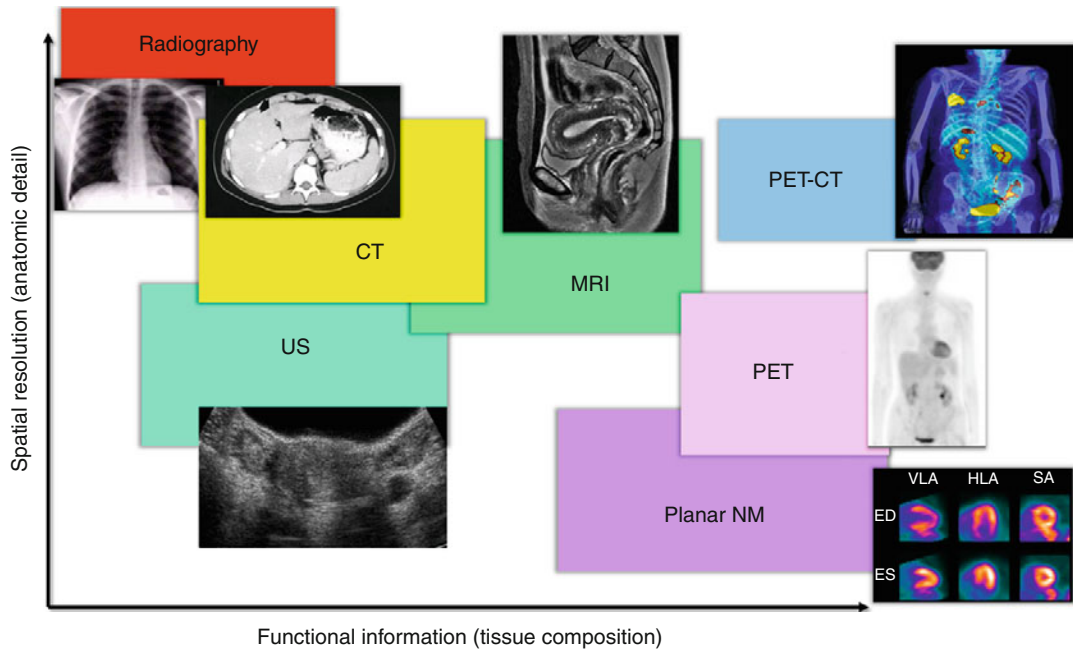 Radiography
CT
US
MRI
PET-CT
PET
Planar NM
VLA HLA SA
ED
ES
Spatial resolution (anatomic detail)
Functional information (tissue composition)